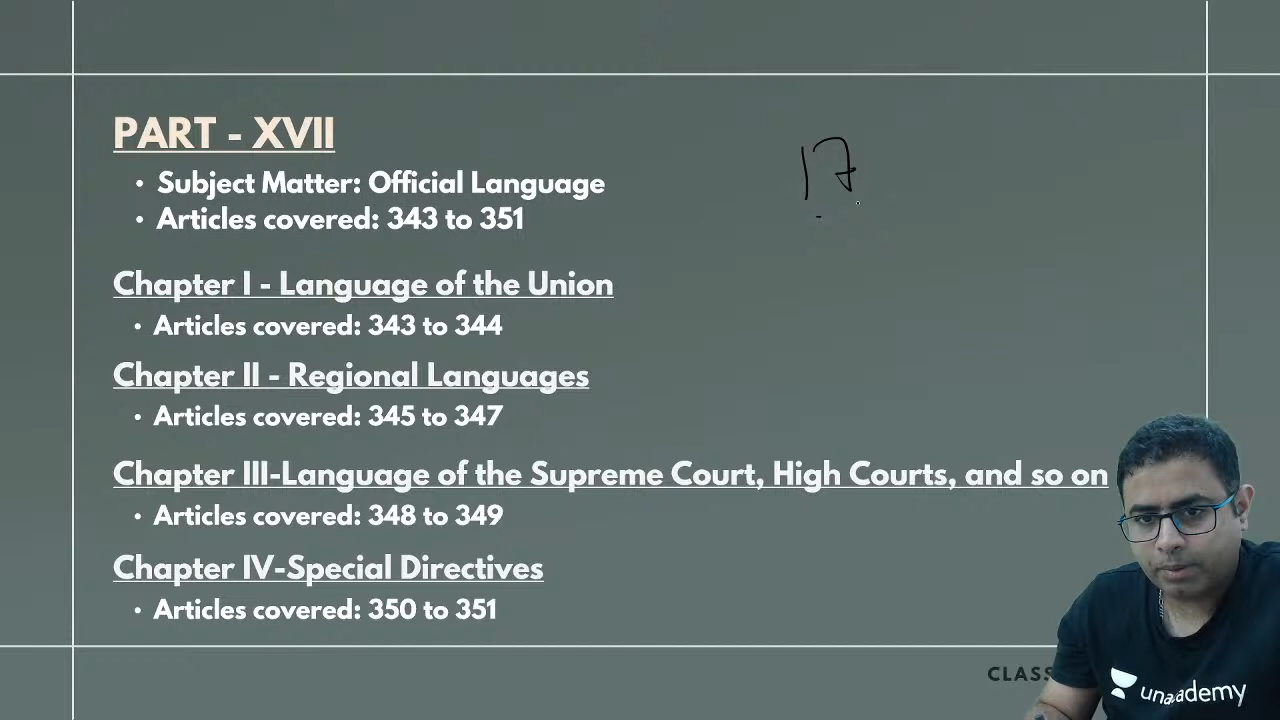 PART - XVII
17
• Subject Matter: Official Language
• Articles covered: 343 to 351
Chapter I - Language of the Union
• Articles covered: 343 to 344
Chapter II - Regional Languages
• Articles covered: 345 to 347
Chapter III-Language of the Supreme Court, High Courts, and so on
• Articles covered: 348 to 349
Chapter IV-Special Directives
• Articles covered: 350 to 351
CLASS
unacademy